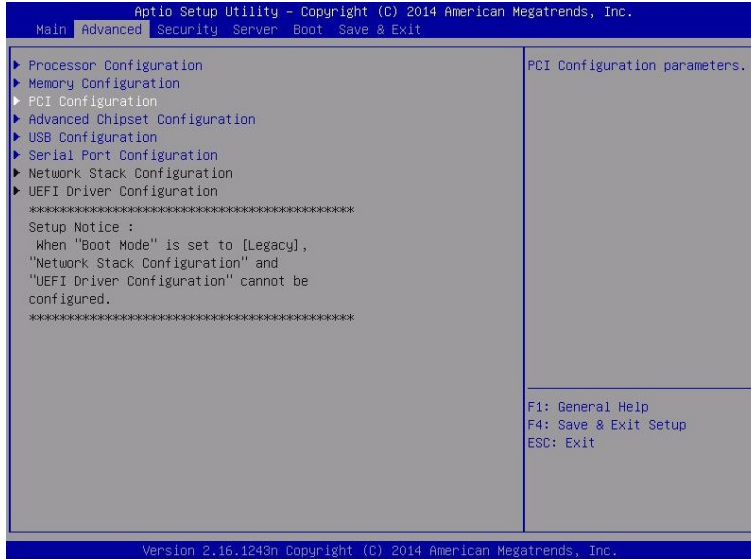 Aptio Setup Utility – Copyright (C) 2014 American Megatrends, Inc.
Main Advanced Security Server Boot Save & Exit
Processor Configuration
Memory Configuration
PCI Configuration
Advanced Chipset Configuration
USB Configuration
Serial Port Configuration
Network Stack Configuration
UEFI Driver Configuration
*******************************************
Setup Notice :
When "Boot Mode" is set to [Legacy],
"Network Stack Configuration" and
"UEFI Driver Configuration" cannot be
configured.
*******************************************
PCI Configuration parameters.
F1: General Help
F4: Save & Exit Setup
ESC: Exit
Version 2.16.1243n Copyright (C) 2014 American Megatrends, Inc.